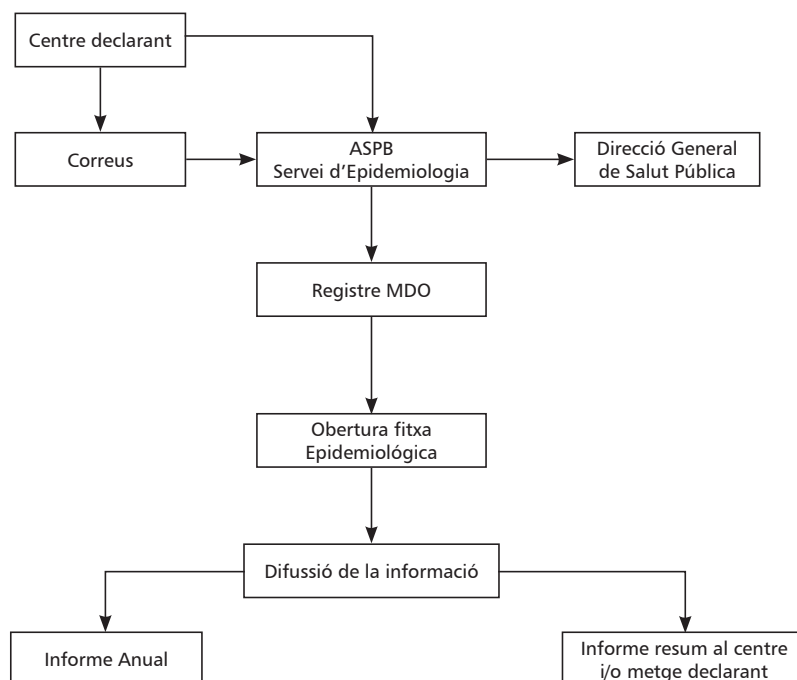 Centre declarant
Correus
ASPB
Servei d’Epidemiologia
Direcció General
de Salut Pública
Registre MDO
Obertura fitxa
Epidemiológica
Difussió de la informació
Informe Anual
Informe resum al centre
i/o metge declarant